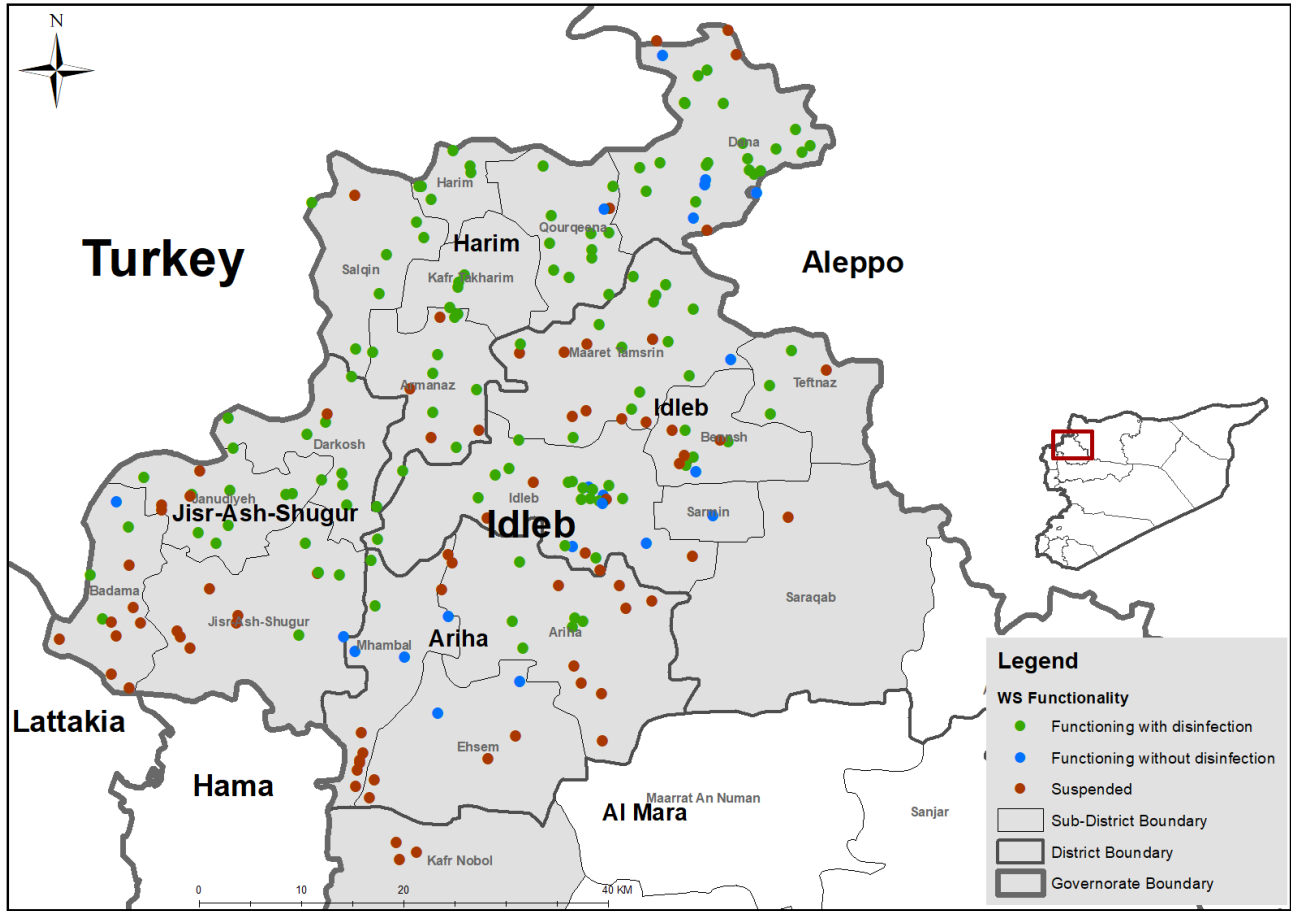 N
Dana
Harim
Turkey
Qourqeena
Harim
Aleppo
Salqin
Kafr Takharim
Maaret Tamsrin
Teftnaz
Armanaz
Idleb
Bennsh
Darkosh
Janudiyeh
Idleb
Sarmin
Jisr-Ash-Shugur
Idleb
Badama
Saraqab
Jisr-Ash-Shugur
Ariha
Ariha
Mhambal
Lattakia
Ehsem
Hama
Maarrat An Numan
Al Mara
Sanjar
Kafr Nobol
0 10 20 40 KM
Legend
WS Functionality
Functioning with disinfection
Functioning without disinfection
Suspended
Sub-District Boundary
District Boundary
Governorate Boundary